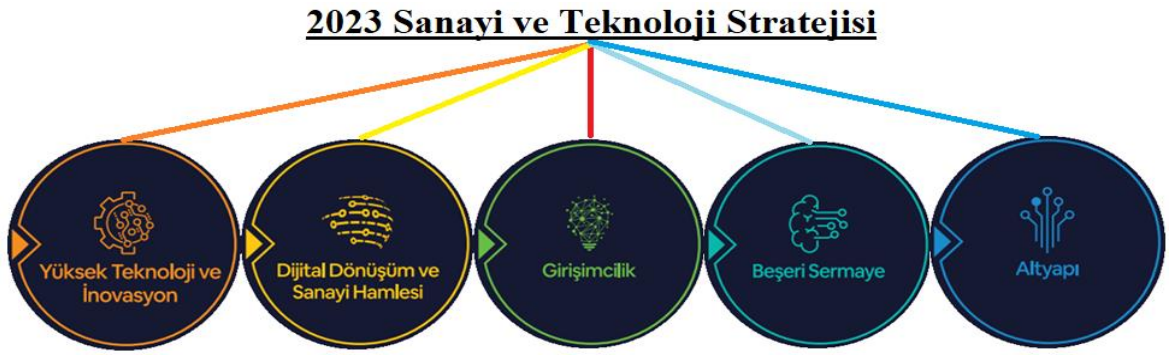 2023 Sanayi ve Teknoloji Stratejisi
Yüksek Teknoloji ve
İnovasyon
Dijital Dönüşüm ve
Sanayi Hamlesi
Girişimcilik
Beşeri Sermaye
Altyapı